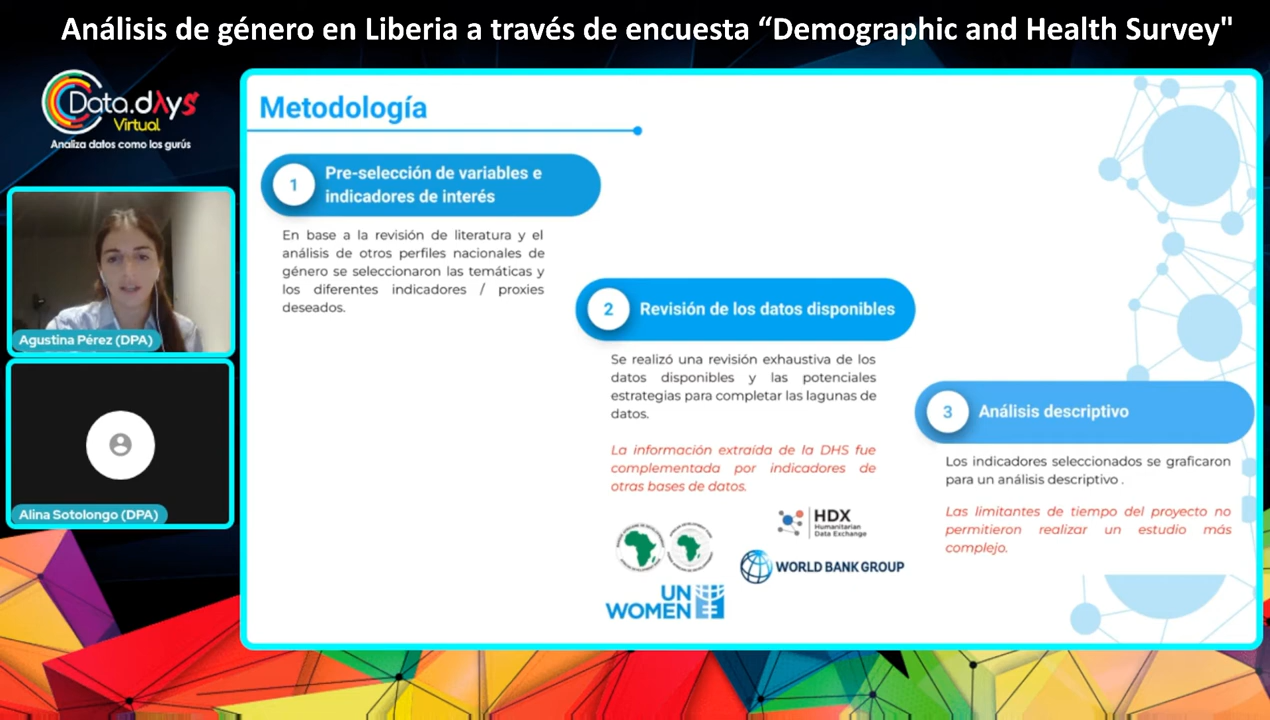 Análisis de género en Liberia a través de encuesta “Demographic and Health Survey"
Data.dAys
Virtual
Analiza datos como los gurús
Agustina Pérez (DPA)
Alina Sotolongo (DPA)
Metodología
1
Pre-selección de variables e
indicadores de interés
En base a la revisión de literatura y el
análisis de otros perfiles nacionales de
género se seleccionaron las temáticas y
los diferentes indicadores / proxies
deseados.
2
Revisión de los datos disponibles
Se realizó una revisión exhaustiva de los
datos disponibles y las potenciales
estrategias para completar las lagunas de
datos.
La información extraída de la DHS fue
complementada por indicadores de
otras bases de datos.
HDX
Humanitarian
Data Exchange
WORLD BANK GROUP
UN
WOMEN
3
Análisis descriptivo
Los indicadores seleccionados se graficaron
para un análisis descriptivo .
Las limitantes de tiempo del proyecto no
permitieron realizar un estudio más
complejo.